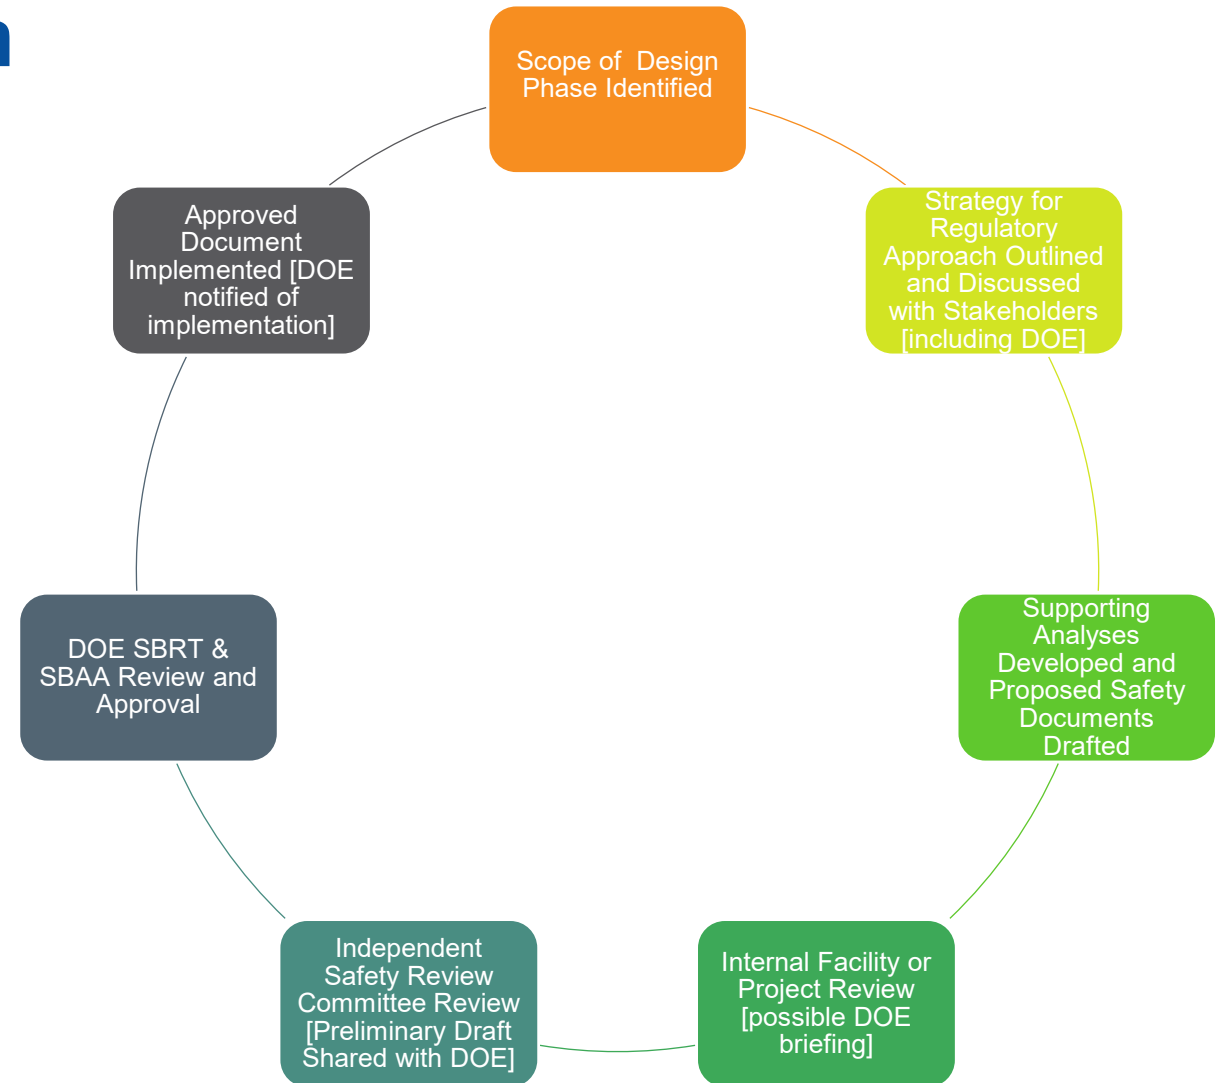 n
Scope of  Design
Phase Identified
Strategy for
Regulatory
Approach Outlined
and Discussed
with Stakeholders
[including DOE]
Supporting
Analyses
Developed and
Proposed Safety
Documents
Drafted
Internal Facility or
Project Review
[possible DOE
briefing]
Independent
Safety Review
Committee Review
[Preliminary Draft
Shared with DOE]
DOE SBRT &
SBAA Review and
Approval
Approved
Document
Implemented [DOE
notified of
implementation]